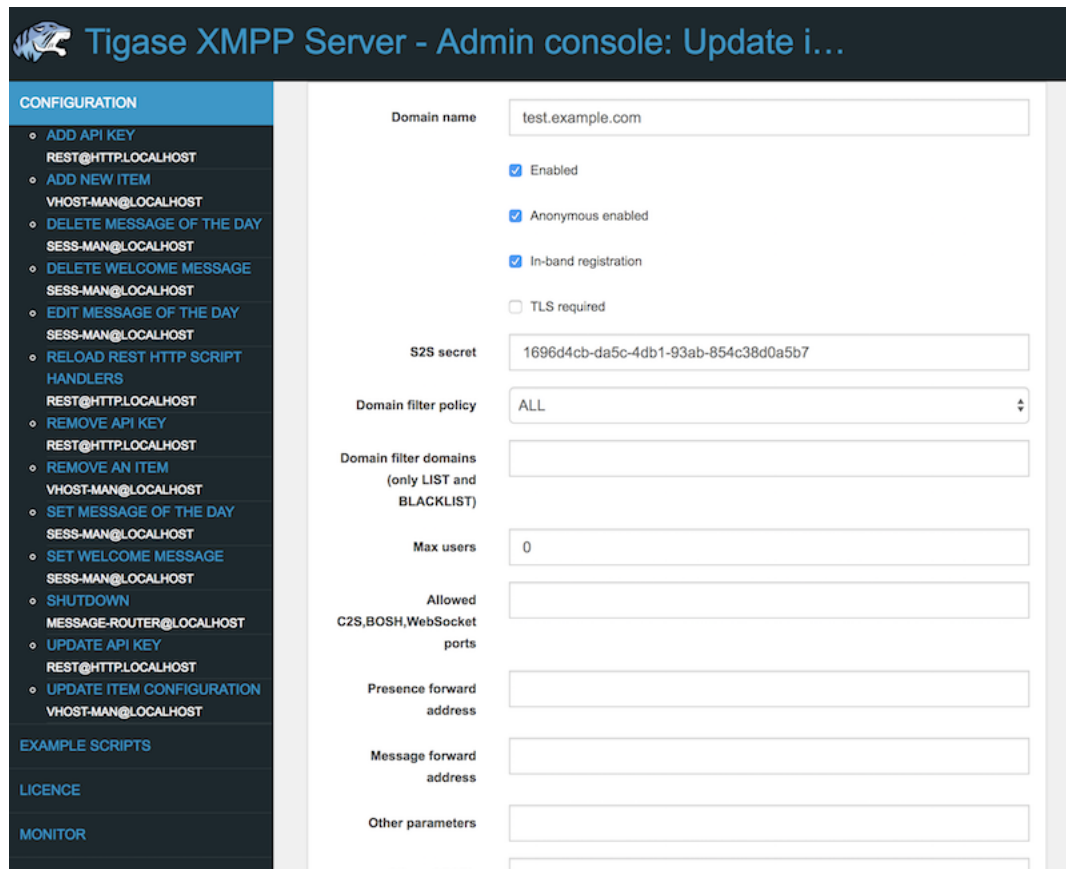 Tigase XMPP Server - Admin console: Update i...
CONFIGURATION
ADD API KEY
REST@HTTP.LOCALHOST
ADD NEW ITEM
VHOST-MAN@LOCALHOST
DELETE MESSAGE OF THE DAY
SESS-MAN@LOCALHOST
DELETE WELCOME MESSAGE
SESS-MAN@LOCALHOST
EDIT MESSAGE OF THE DAY
SESS-MAN@LOCALHOST
RELOAD REST HTTP SCRIPT
HANDLERS
REST@HTTP.LOCALHOST
REMOVE API KEY
REST@HTTP.LOCALHOST
REMOVE AN ITEM
VHOST-MAN@LOCALHOST
SET MESSAGE OF THE DAY
SESS-MAN@LOCALHOST
SET WELCOME MESSAGE
SESS-MAN@LOCALHOST
SHUTDOWN
MESSAGE-ROUTER@LOCALHOST
UPDATE API KEY
REST@HTTP.LOCALHOST
UPDATE ITEM CONFIGURATION
VHOST-MAN@LOCALHOST
EXAMPLE SCRIPTS
LICENCE
MONITOR
Domain name test.example.com
Enabled
Anonymous enabled
In-band registration
TLS required
S2S secret 1696d4cb-da5c-4db1-93ab-854c38d0a5b7
Domain filter policy ALL
Domain filter domains
(only LIST and
BLACKLIST)
Max users 0
Allowed
C2S,BOSH,WebSocket
ports
Presence forward
address
Message forward
address
Other parameters